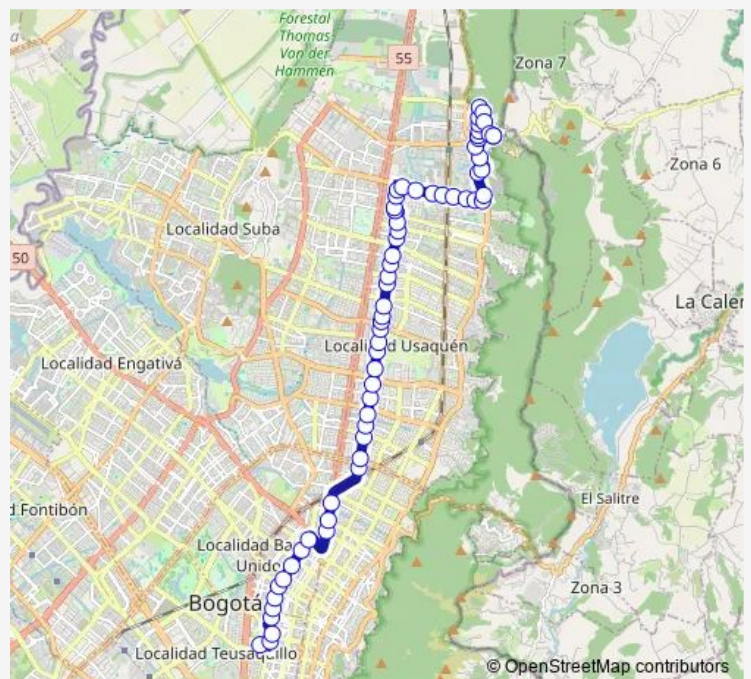 Forestal
Thomas
Van der
Hammen
55
Zona 7
Zona 6
Localidad Suba
50
La Caler
Localidad Usaquén
Localidad Engativá
El Salitre
d Fontibón
Localidad Ba
Unido
Zona 3
Bogotá
Localidad Teusaquillo
© OpenStreetMap contributors